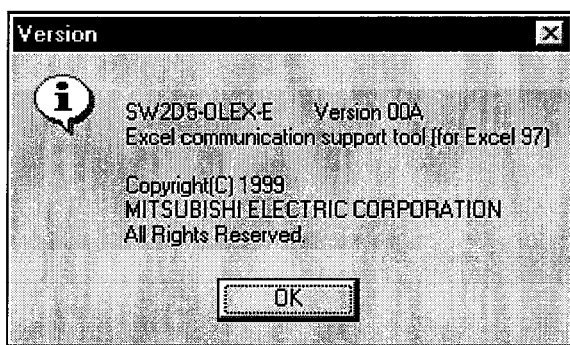 Version
SW2D5-OLEX-E Version 00A
Excel communication support tool (for Excel 97)
Copyright(C) 1999
MITSUBISHI ELECTRIC CORPORATION
All Rights Reserved.
OK